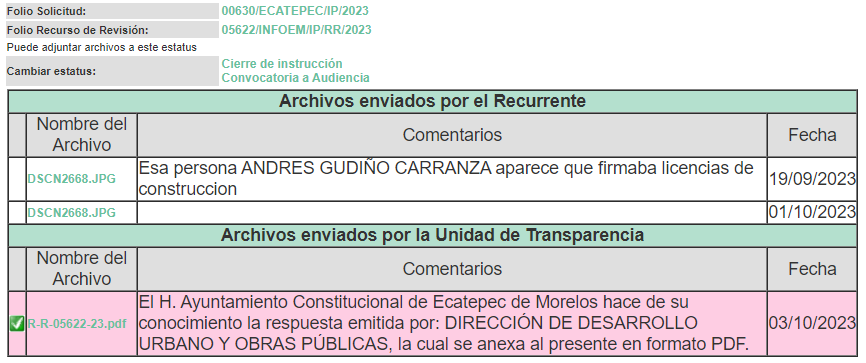 Folio Solicitud: 00630/ECATEPEC/IP/2023
Folio Recurso de Revisión: 05622/INFOEM/IP/RR/2023
Puede adjuntar archivos a este estatus
Cambiar estatus: Cierre de instrucción
Convocatoria a Audiencia
Archivos enviados por el Recurrente
Nombre del Archivo Comentarios Fecha
DSCN2668.JPG Esa persona ANDRES GUDIÑO CARRANZA aparece que firmaba licencias de
construccion 19/09/2023
DSCN2668.JPG 01/10/2023
Archivos enviados por la Unidad de Transparencia
Nombre del Archivo Comentarios Fecha
R-R-05622-23.pdf El H. Ayuntamiento Constitucional de Ecatepec de Morelos hace de su
conocimiento la respuesta emitida por: DIRECCIÓN DE DESARROLLO
URBANO Y OBRAS PÚBLICAS, la cual se anexa al presente en formato PDF. 03/10/2023